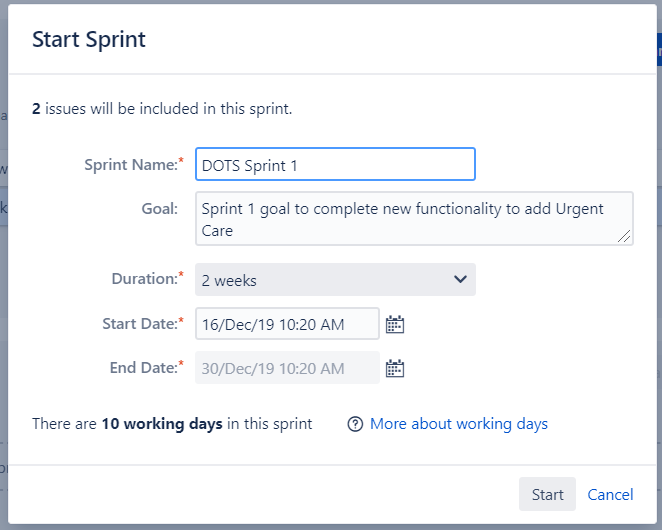 Start Sprint
2 issues will be included in this sprint.
Sprint Name:* DOTS Sprint 1
Goal: Sprint 1 goal to complete new functionality to add Urgent
Care
Duration:* 2 weeks
Start Date:* 16/Dec/19 10:20 AM
End Date:* 30/Dec/19 10:20 AM
There are 10 working days in this sprint More about working days
Start Cancel